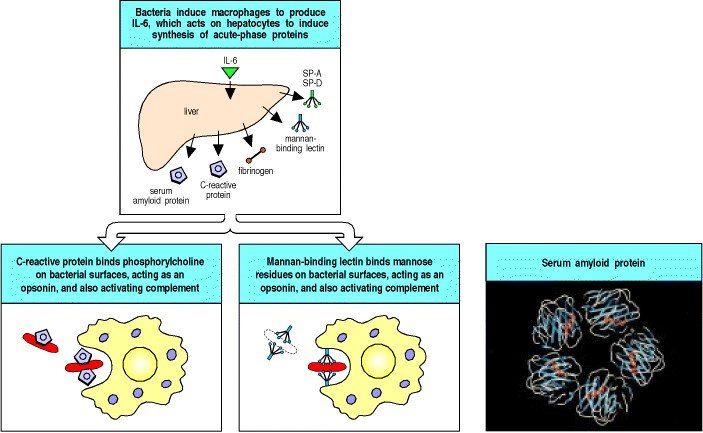 Bacteria induce macrophages to produce
IL-6, which acts on hepatocytes to induce
synthesis of acute-phase proteins
IL-6
SP-A
SP-D
liver
mannan-
binding lectin
fibrinogen
C-reactive
protein
serum
amyloid protein
C-reactive protein binds phosphorylcholine
on bacterial surfaces, acting as an
opsonin, and also activating complement
Mannan-binding lectin binds mannose
residues on bacterial surfaces, acting as an
opsonin, and also activating complement
Serum amyloid protein